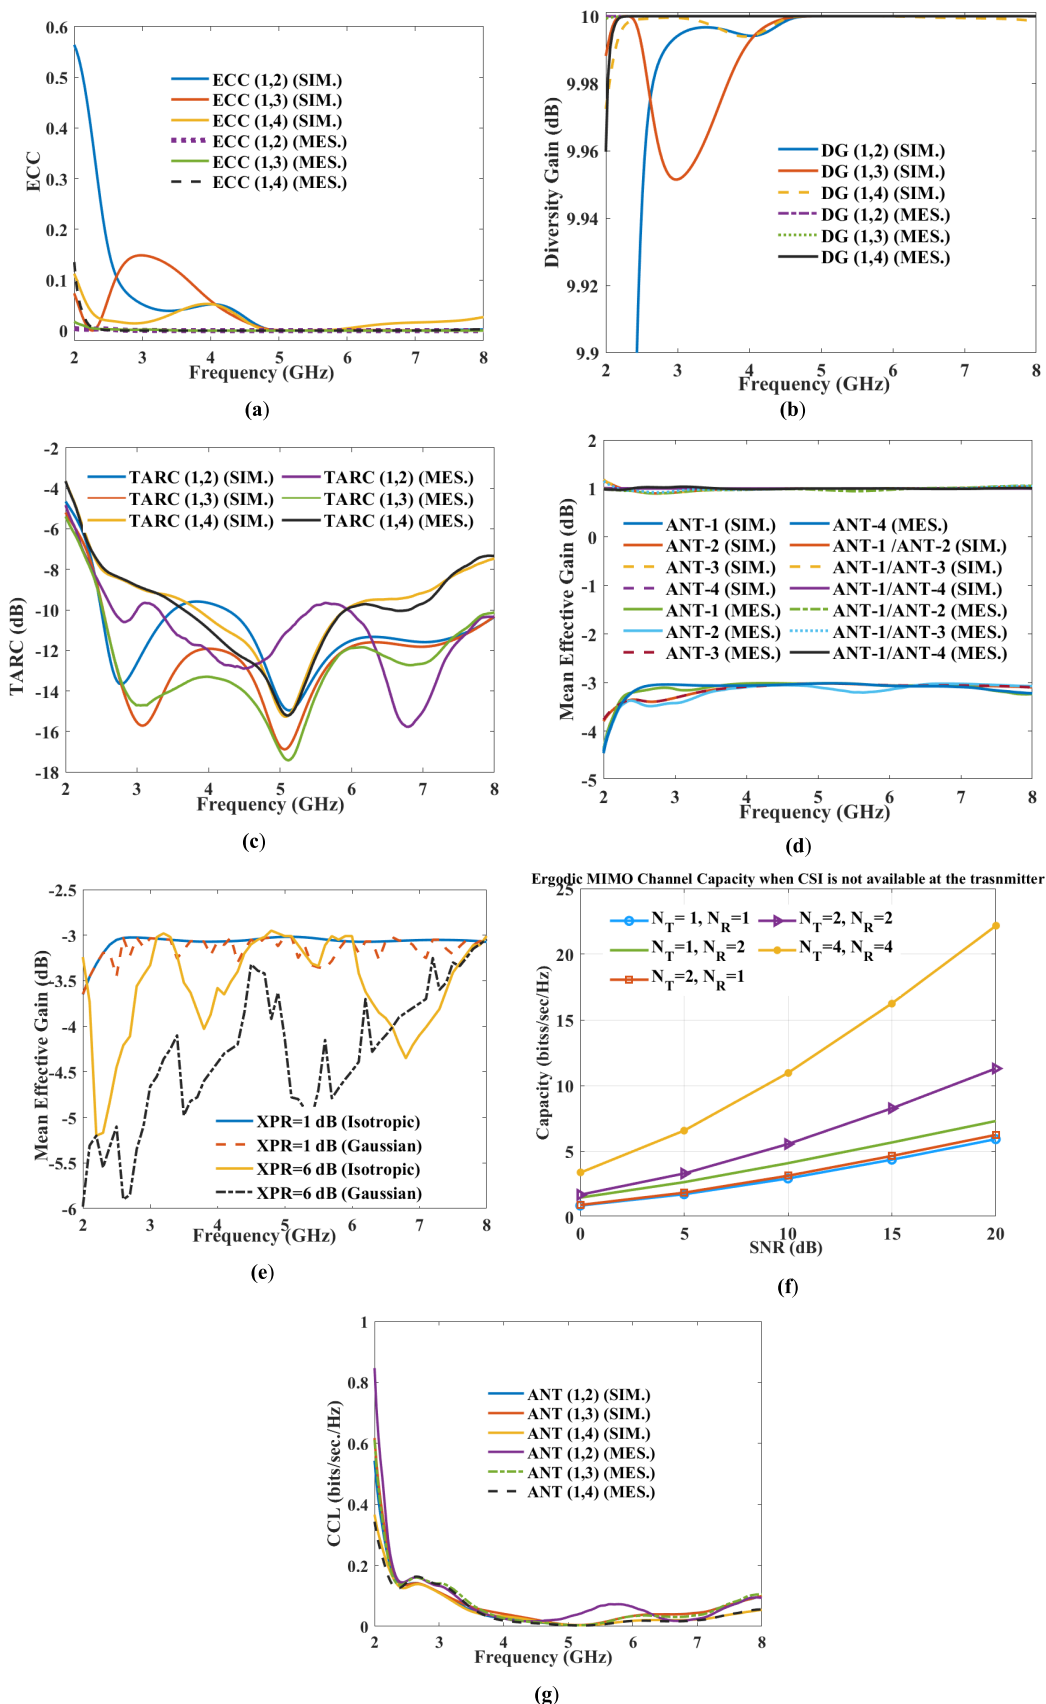 0.6
0.5
0.4
0.3
0.2
0.1
0
ECC
ECC (1,2) (SIM.)
ECC (1,3) (SIM.)
ECC (1,4) (SIM.)
ECC (1,2) (MES.)
ECC (1,3) (MES.)
ECC (1,4) (MES.)
2 3 4 5 6 7 8
Frequency (GHz)
(a)
10
9.98
9.96
9.94
9.92
9.9
Diversity Gain (dB)
DG (1,2) (SIM.)
DG (1,3) (SIM.)
DG (1,4) (SIM.)
DG (1,2) (MES.)
DG (1,3) (MES.)
DG (1,4) (MES.)
2 3 4 5 6 7 8
Frequency (GHz)
(b)
-2
-4
-6
-8
-10
-12
-14
-16
-18
TARC (dB)
TARC (1,2) (SIM.) TARC (1,2) (MES.)
TARC (1,3) (SIM.) TARC (1,3) (MES.)
TARC (1,4) (SIM.) TARC (1,4) (MES.)
2 3 4 5 6 7 8
Frequency (GHz)
(c)
2
1
0
-1
-2
-3
-4
-5
Mean Effective Gain (dB)
ANT-1 (SIM.) ANT-4 (MES.)
ANT-2 (SIM.) ANT-1 /ANT-2 (SIM.)
ANT-3 (SIM.) ANT-1/ANT-3 (SIM.)
ANT-4 (SIM.) ANT-1/ANT-4 (SIM.)
ANT-1 (MES.) ANT-1/ANT-2 (MES.)
ANT-2 (MES.) ANT-1/ANT-3 (MES.)
ANT-3 (MES.) ANT-1/ANT-4 (MES.)
2 3 4 5 6 7 8
Frequency (GHz)
(d)
-2.5
-3
-3.5
-4
-4.5
-5
-5.5
-6
Mean Effective Gain (dB)
XPR=1 dB (Isotropic)
XPR=1 dB (Gaussian)
XPR=6 dB (Isotropic)
XPR=6 dB (Gaussian)
2 3 4 5 6 7 8
Frequency (GHz)
(e)
Ergodic MIMO Channel Capacity when CSI is not available at the trasnmitter
25
20
15
10
5
0
Capacity (bitss/sec/Hz)
N_T= 1, N_R=1 N_T=2, N_R=2
N_T=1, N_R=2 N_T=4, N_R=4
N_T=2, N_R=1
0 5 10 15 20
SNR (dB)
(f)
1
0.8
0.6
0.4
0.2
0
CCL (bits/sec./Hz)
ANT (1,2) (SIM.)
ANT (1,3) (SIM.)
ANT (1,4) (SIM.)
ANT (1,2) (MES.)
ANT (1,3) (MES.)
ANT (1,4) (MES.)
2 3 4 5 6 7 8
Frequency (GHz)
(g)